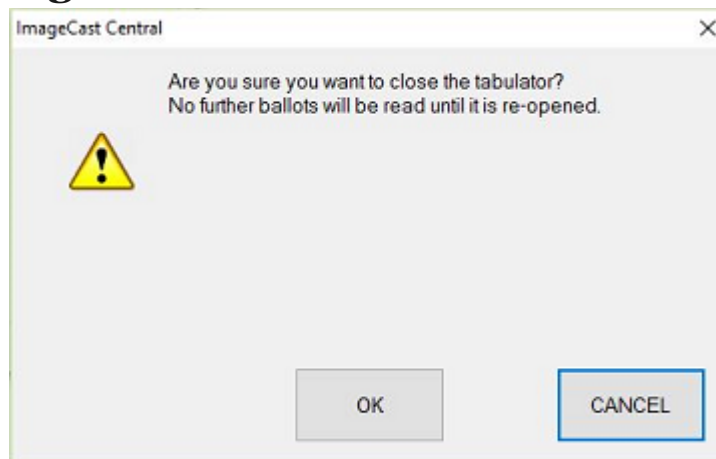 ImageCast Central
Are you sure you want to close the tabulator?
No further ballots will be read until it is re-opened.
OK
CANCEL